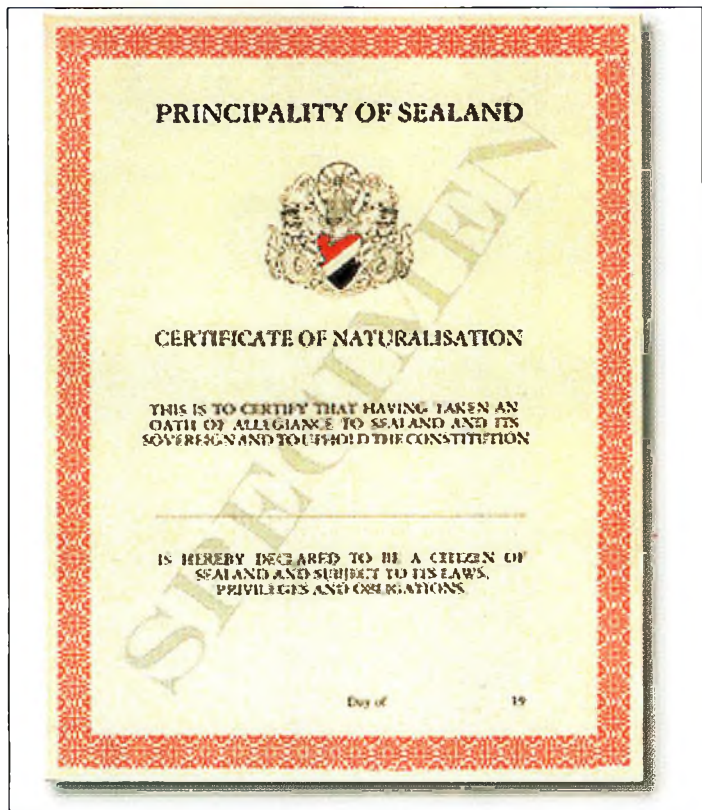 PRINCIPALITY OF SEALAND
SPECIMEN
CERTIFICATE OF NATURALISATION
THIS IS TO CERTIFY THAT HAVING TAKEN AN
OATH OF ALLEGIANCE TO SEALAND AND ITS
SOVEREIGN AND TO UPHOLD THE CONSTITUTION
IS HEREBY DECLARED TO BE A CITIZEN OF
SEALAND AND SUBJECT TO ITS LAWS,
PRIVILEGES AND OBLIGATIONS
Day of 19